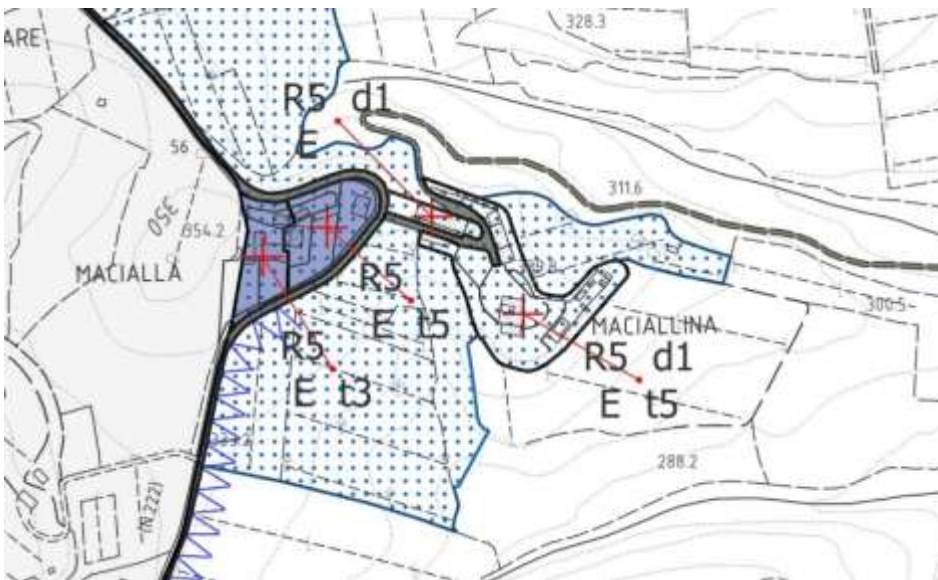 ARE
328.3
R5 d1
E
56
311.6
350
354.2
MACIALLA
R5
E t5
300.5
MACIALLINA
R5 d1
E t5
R5
E t3
288.2
(N.222)